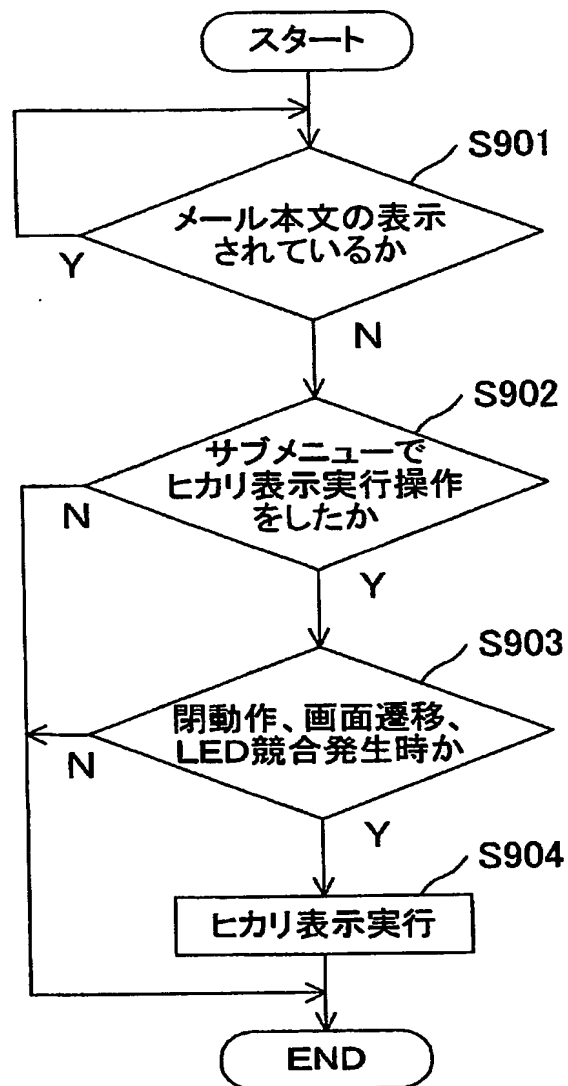 スタート
S901
メール本文の表示
されているか
Y
N
S902
サブメニューで
ヒカリ表示実行操作
をしたか
N
Y
S903
閉動作、画面遷移、
LED競合発生時か
N
Y
S904
ヒカリ表示実行
END